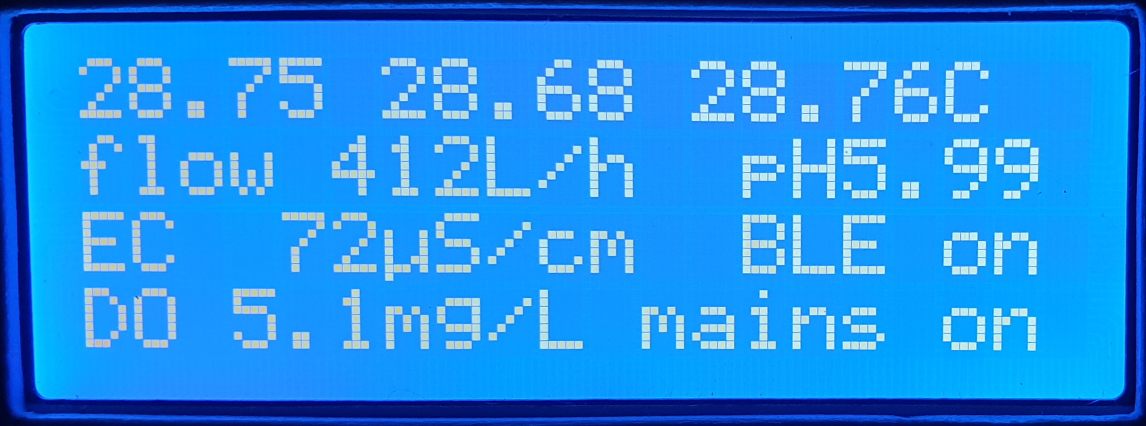 28.75 28.68 28.76C
flow 412L/h pH5.99
EC 72µS/cm BLE on
DO 5.1mg/L mains on